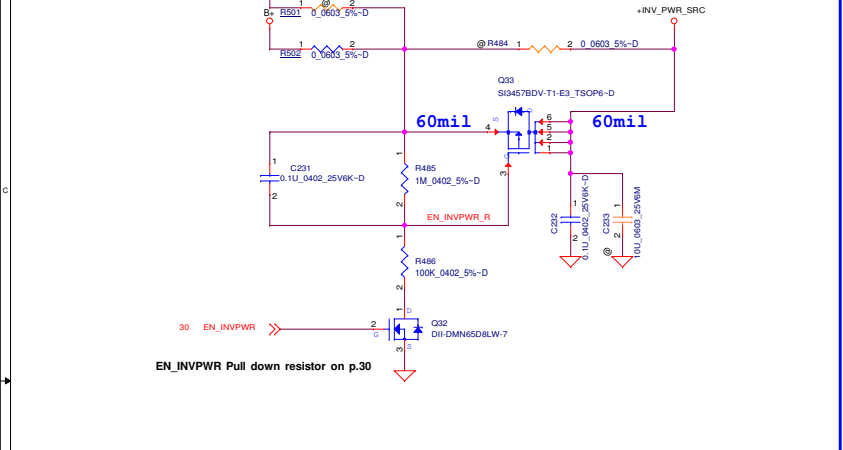 @
R501
1
2
0_0603_5%~D
B+
+INV_PWR_SRC
R502
1
2
0_0603_5%~D
@ R484
1
2
0_0603_5%~D
Q33
SI3457BDV-T1-E3_TSOP6~D
S
D
60mil
4
6
5
2
1
60mil
G
3
1
C231
0.1U_0402_25V6K~D
2
1
R485
1M_0402_5%~D
2
EN_INVPWR_R
C
C232
1
2
0.1U_0402_25V6K~D
C233
1
2
10U_0603_25V6M
@
1
R486
100K_0402_5%~D
2
30 EN_INVPWR
2
G
1
D
Q32
DII-DMN65D8LW-7
3
S
EN_INVPWR Pull down resistor on p.30